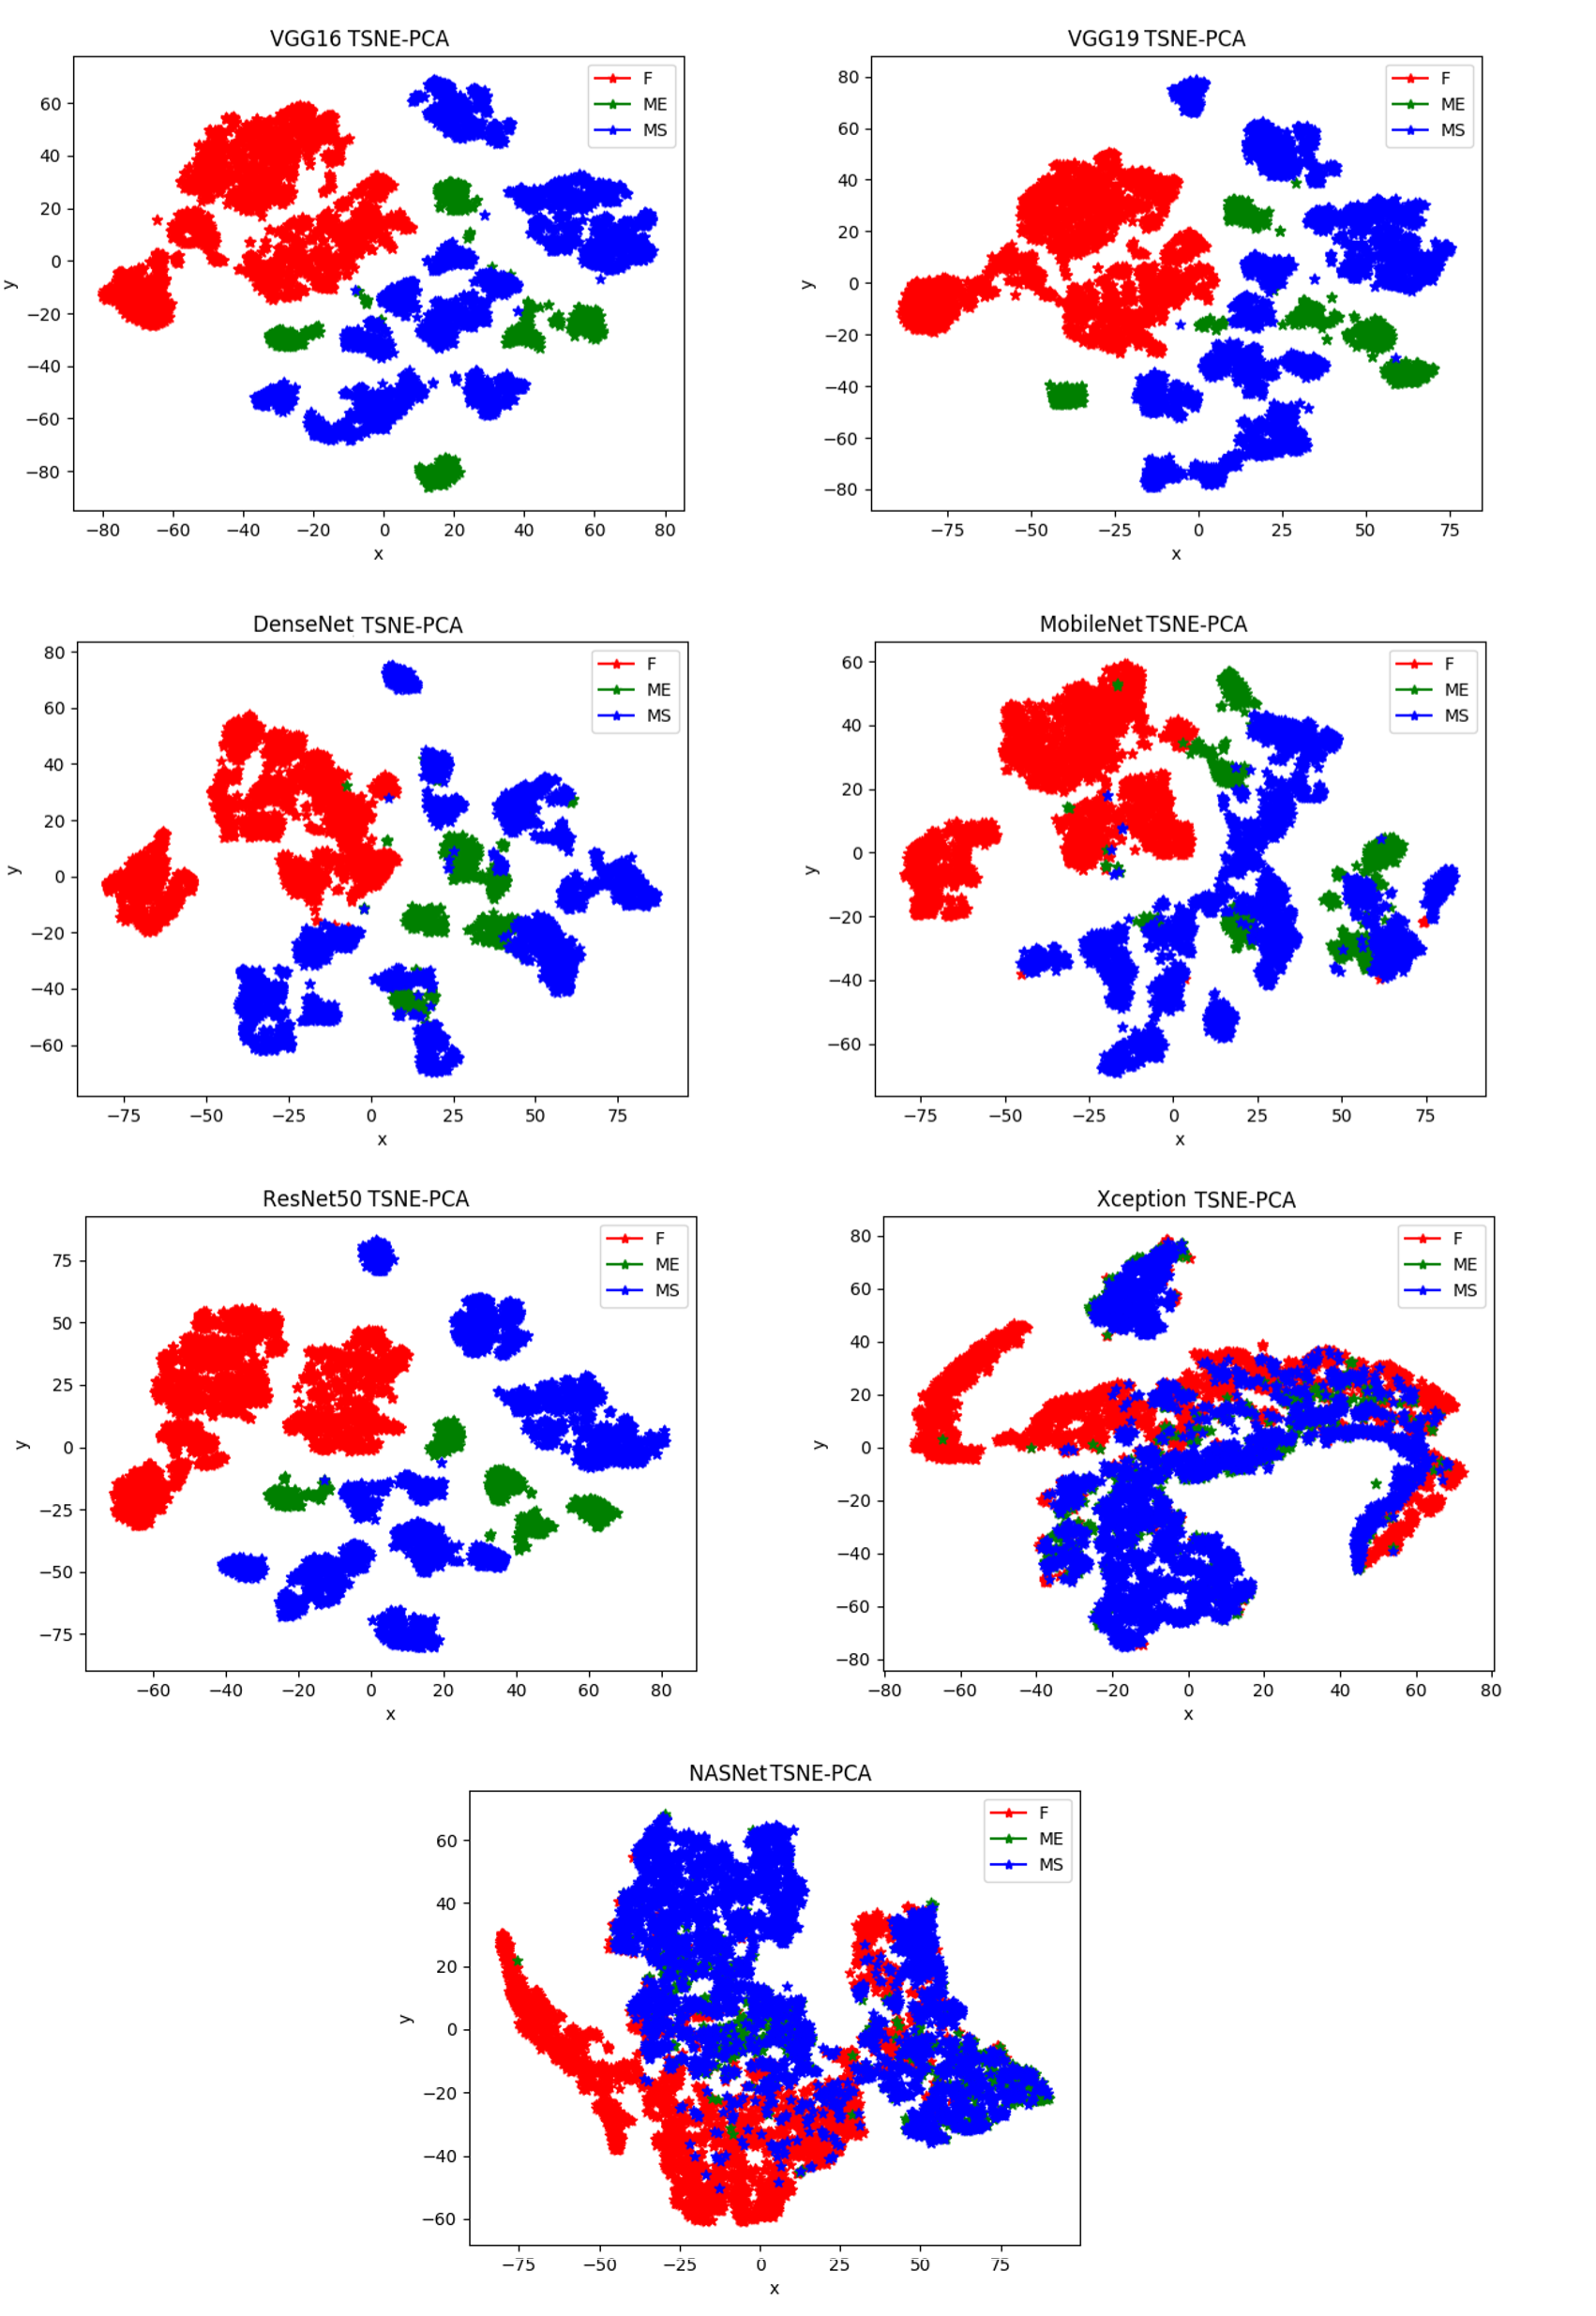 VGG16 TSNE-PCA
F
ME
MS
60
40
20
0
−20
−40
−60
−80
y
−80 −60 −40 −20 0 20 40 60 80
x
VGG19 TSNE-PCA
F
ME
MS
80
60
40
20
0
−20
−40
−60
−80
y
−75 −50 −25 0 25 50 75
x
DenseNet TSNE-PCA
F
ME
MS
80
60
40
20
0
−20
−40
−60
y
−75 −50 −25 0 25 50 75
x
MobileNet TSNE-PCA
F
ME
MS
60
40
20
0
−20
−40
−60
y
−75 −50 −25 0 25 50 75
x
ResNet50 TSNE-PCA
F
ME
MS
75
50
25
0
−25
−50
−75
y
−60 −40 −20 0 20 40 60 80
x
Xception TSNE-PCA
F
ME
MS
80
60
40
20
0
−20
−40
−60
−80
y
−80 −60 −40 −20 0 20 40 60 80
x
NASNet TSNE-PCA
F
ME
MS
60
40
20
0
−20
−40
−60
y
−75 −50 −25 0 25 50 75
x